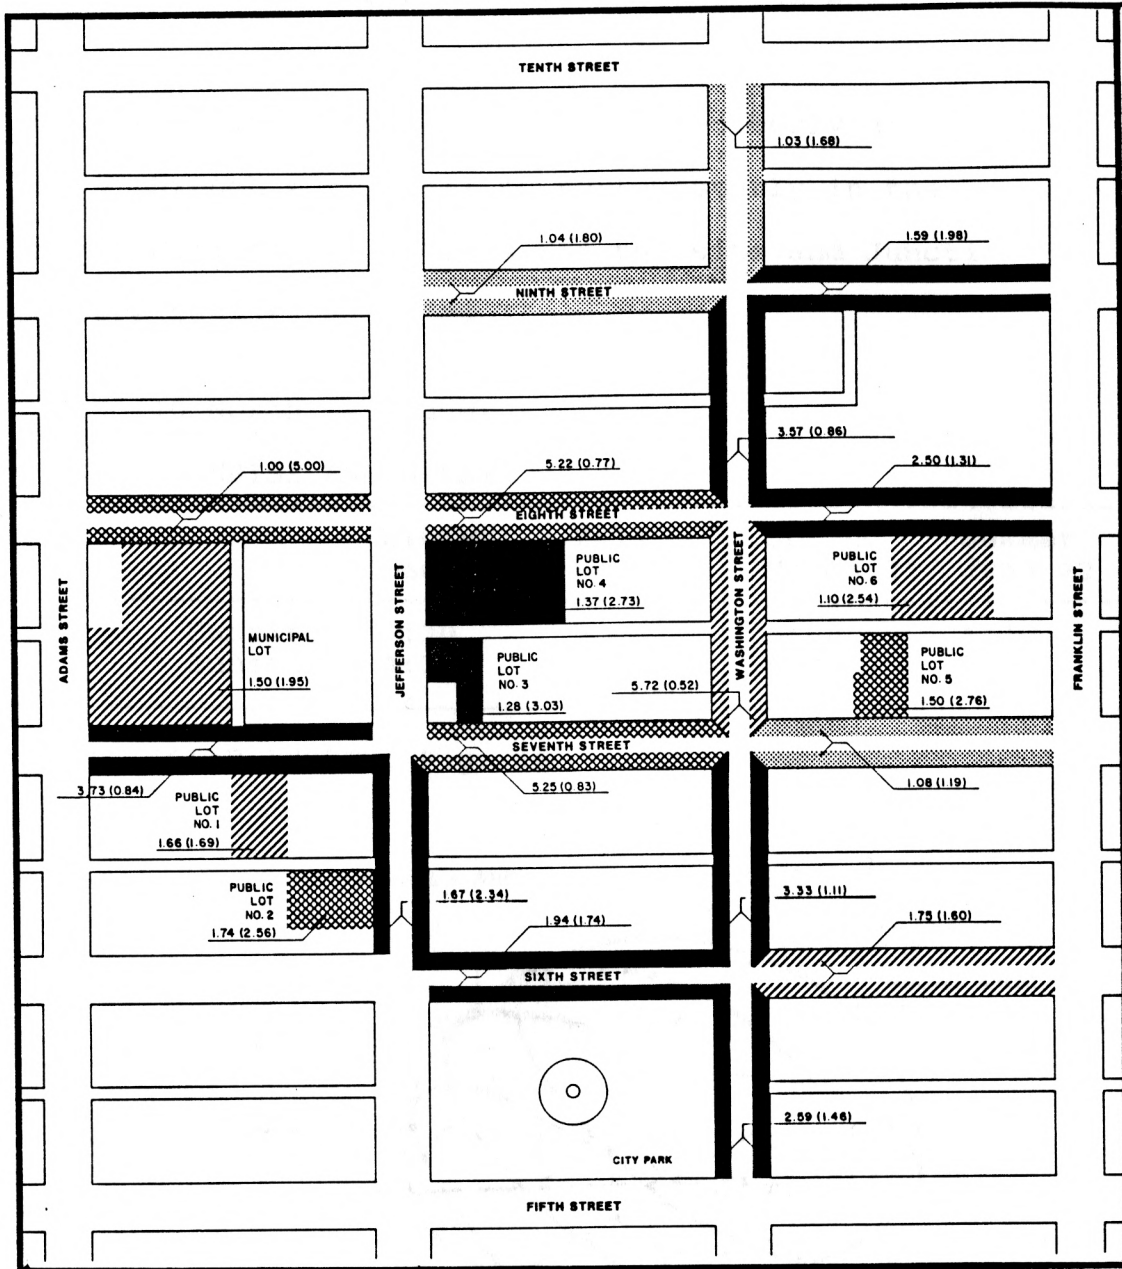 TENTH STREET
1.03 (1.68)
1.04 (1.80)
1.59 (1.98)
NINTH STREET
3.57 (0.86)
1.00 (5.00)
5.22 (0.77)
2.50 (1.31)
EIGHTH STREET
PUBLIC
LOT
NO. 4
1.37 (2.73)
PUBLIC
LOT
NO. 6
1.10 (2.54)
ADAMS STREET
JEFFERSON STREET
WASHINGTON STREET
FRANKLIN STREET
MUNICIPAL
LOT
1.50 (1.95)
PUBLIC
LOT
NO. 3
1.28 (3.03)
5.72 (0.52)
PUBLIC
LOT
NO. 5
1.50 (2.76)
SEVENTH STREET
3.73 (0.84)
PUBLIC
LOT
NO. 1
1.66 (1.69)
5.25 (0.83)
1.08 (1.19)
PUBLIC
LOT
NO. 2
1.74 (2.56)
1.67 (2.34)
1.94 (1.74)
3.33 (1.11)
1.75 (1.60)
SIXTH STREET
2.59 (1.46)
CITY PARK
FIFTH STREET